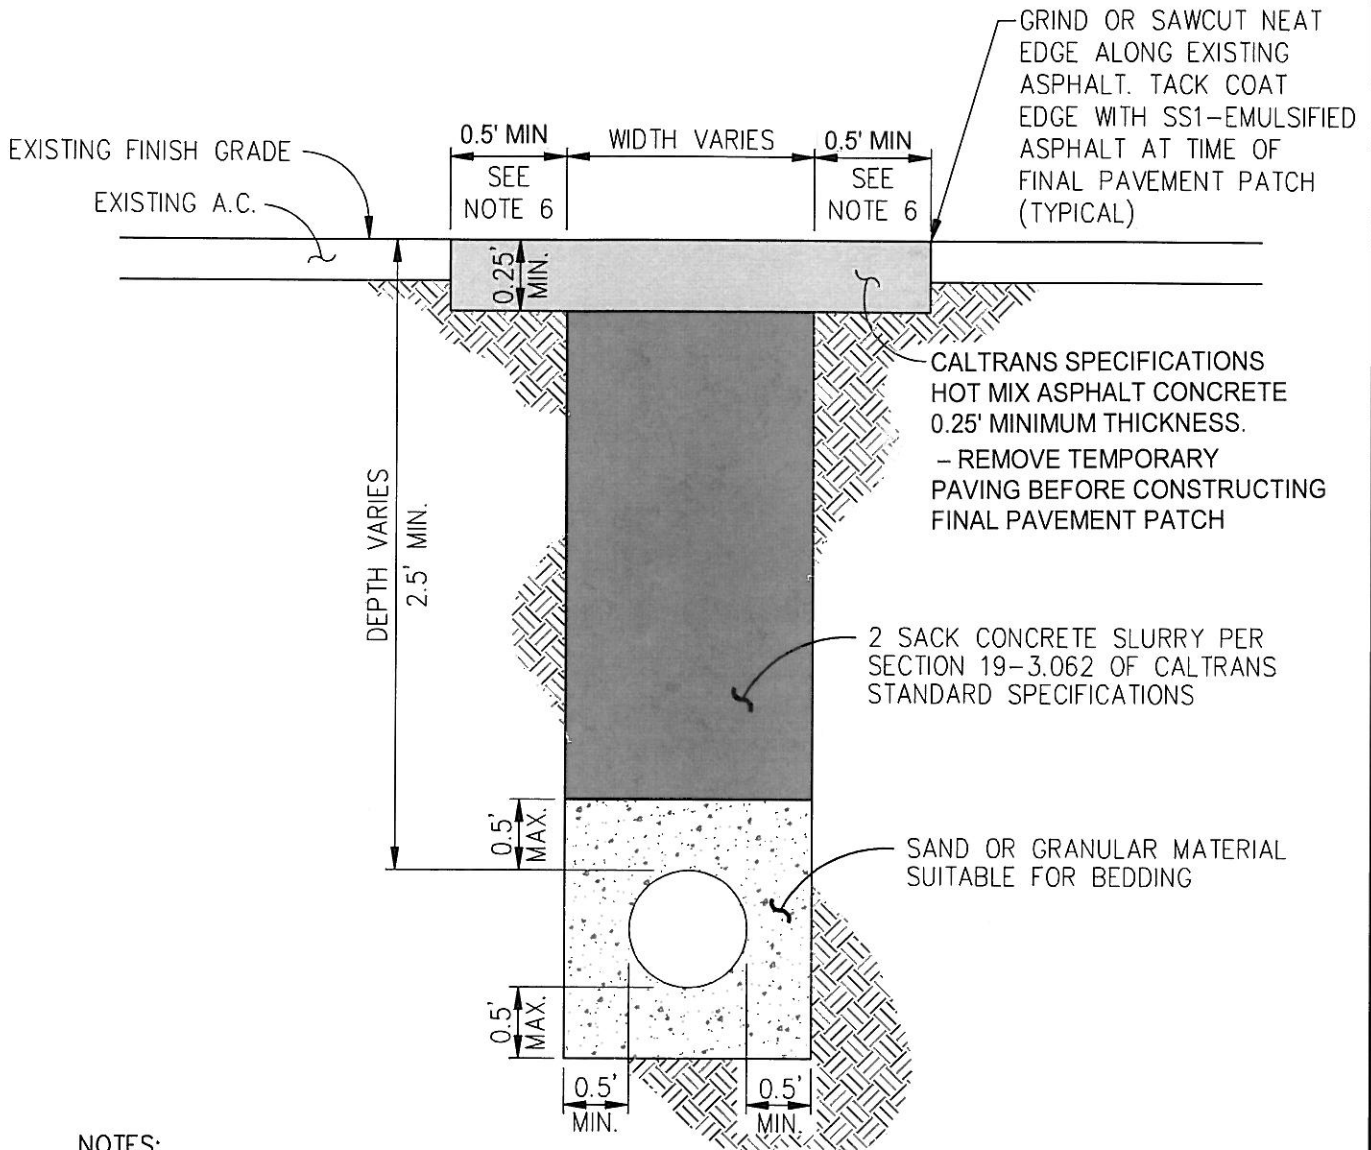 GRIND OR SAWCUT NEAT
EDGE ALONG EXISTING
ASPHALT. TACK COAT
EDGE WITH SS1-EMULSIFIED
ASPHALT AT TIME OF
FINAL PAVEMENT PATCH
(TYPICAL)
0.5' MIN
SEE
NOTE 6
WIDTH VARIES
0.5' MIN
SEE
NOTE 6
EXISTING FINISH GRADE
EXISTING A.C.
0.25'
MIN.
CALTRANS SPECIFICATIONS
HOT MIX ASPHALT CONCRETE
0.25' MINIMUM THICKNESS.
– REMOVE TEMPORARY
PAVING BEFORE CONSTRUCTING
FINAL PAVEMENT PATCH
DEPTH VARIES
2.5' MIN.
2 SACK CONCRETE SLURRY PER
SECTION 19-3.062 OF CALTRANS
STANDARD SPECIFICATIONS
0.5'
MAX.
SAND OR GRANULAR MATERIAL
SUITABLE FOR BEDDING
0.5'
MAX.
0.5'
MIN.
0.5'
MIN.
NOTES: